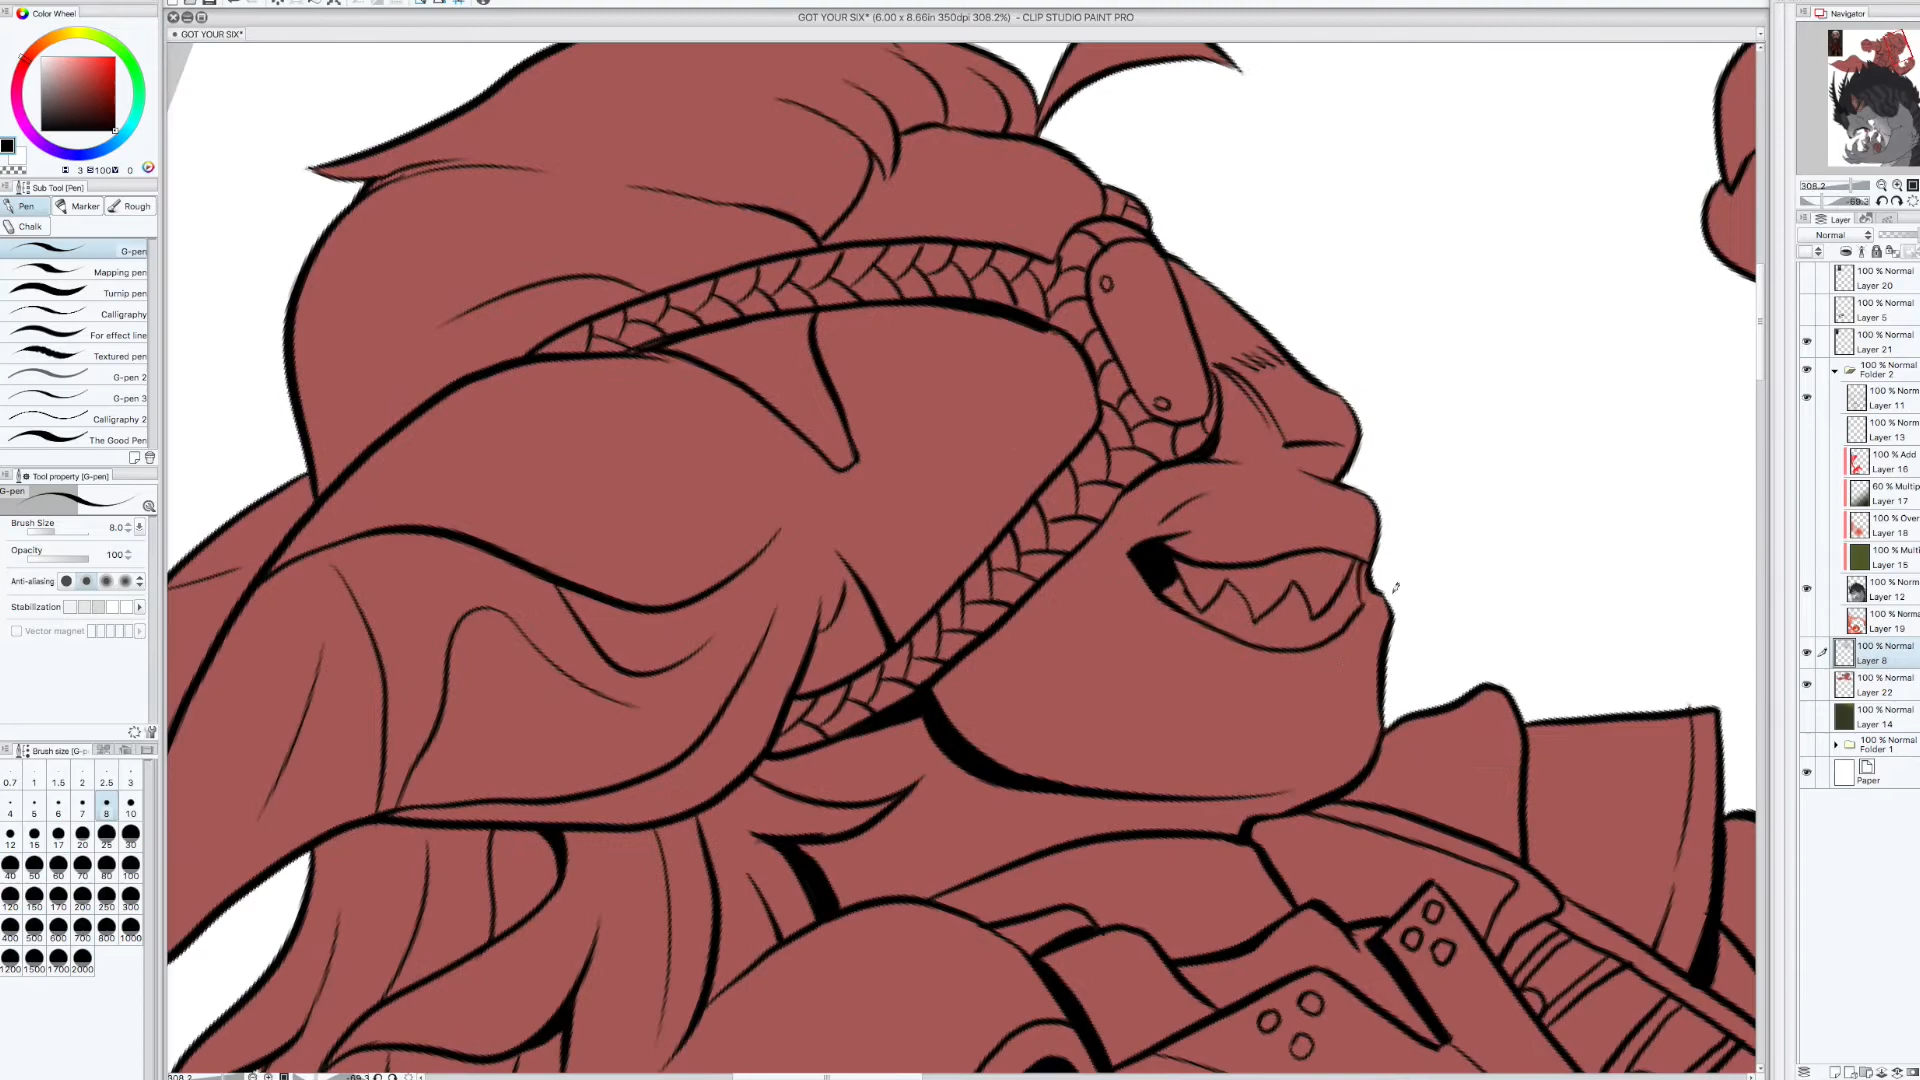 Color Wheel
GOT YOUR SIX* (6.00 x 8.66in 350dpi 308.2%) - CLIP STUDIO PAINT PRO
Navigator
GOT YOUR SIX*
3 100 V 0
Sub Tool [Pen]
308.2
Pen Marker Rough
-69.3
Chalk
Layer
Normal
G-pen
Mapping pen
Turnip pen
Calligraphy
For effect line
Textured pen
G-pen 2
G-pen 3
Calligraphy 2
The Good Pen
Tool property [G-pen]
G-pen
Brush Size 8.0
Opacity 100
Anti-aliasing
Stabilization
Vector magnet
Brush size [G-p
0.7 1 1.5 2 2.5 3
4 5 6 7 8 10
12 15 17 20 25 30
40 50 60 70 80 100
120 150 170 200 250 300
400 500 600 700 800 1000
1200 1500 1700 2000
100 % Normal
Layer 20
100 % Normal
Layer 5
100 % Normal
Layer 21
100 % Normal
Folder 2
100 % Norm
Layer 11
100 % Norm
Layer 13
100 % Add
Layer 16
60 % Multip
Layer 17
100 % Over
Layer 18
100 % Multi
Layer 15
100 % Norm
Layer 12
100 % Norm
Layer 19
100 % Normal
Layer 8
100 % Normal
Layer 22
100 % Normal
Layer 14
100 % Normal
Folder 1
Paper
308.2
-69.3